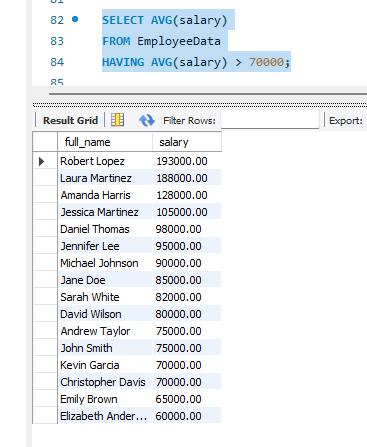 81
82 SELECT AVG(salary)
83 FROM EmployeeData
84 HAVING AVG(salary) > 70000;
85
Result Grid Filter Rows: Export:
full_name salary
Robert Lopez 193000.00
Laura Martinez 188000.00
Amanda Harris 128000.00
Jessica Martinez 105000.00
Daniel Thomas 98000.00
Jennifer Lee 95000.00
Michael Johnson 90000.00
Jane Doe 85000.00
Sarah White 82000.00
David Wilson 80000.00
Andrew Taylor 75000.00
John Smith 75000.00
Kevin Garcia 70000.00
Christopher Davis 70000.00
Emily Brown 65000.00
Elizabeth Ander... 60000.00